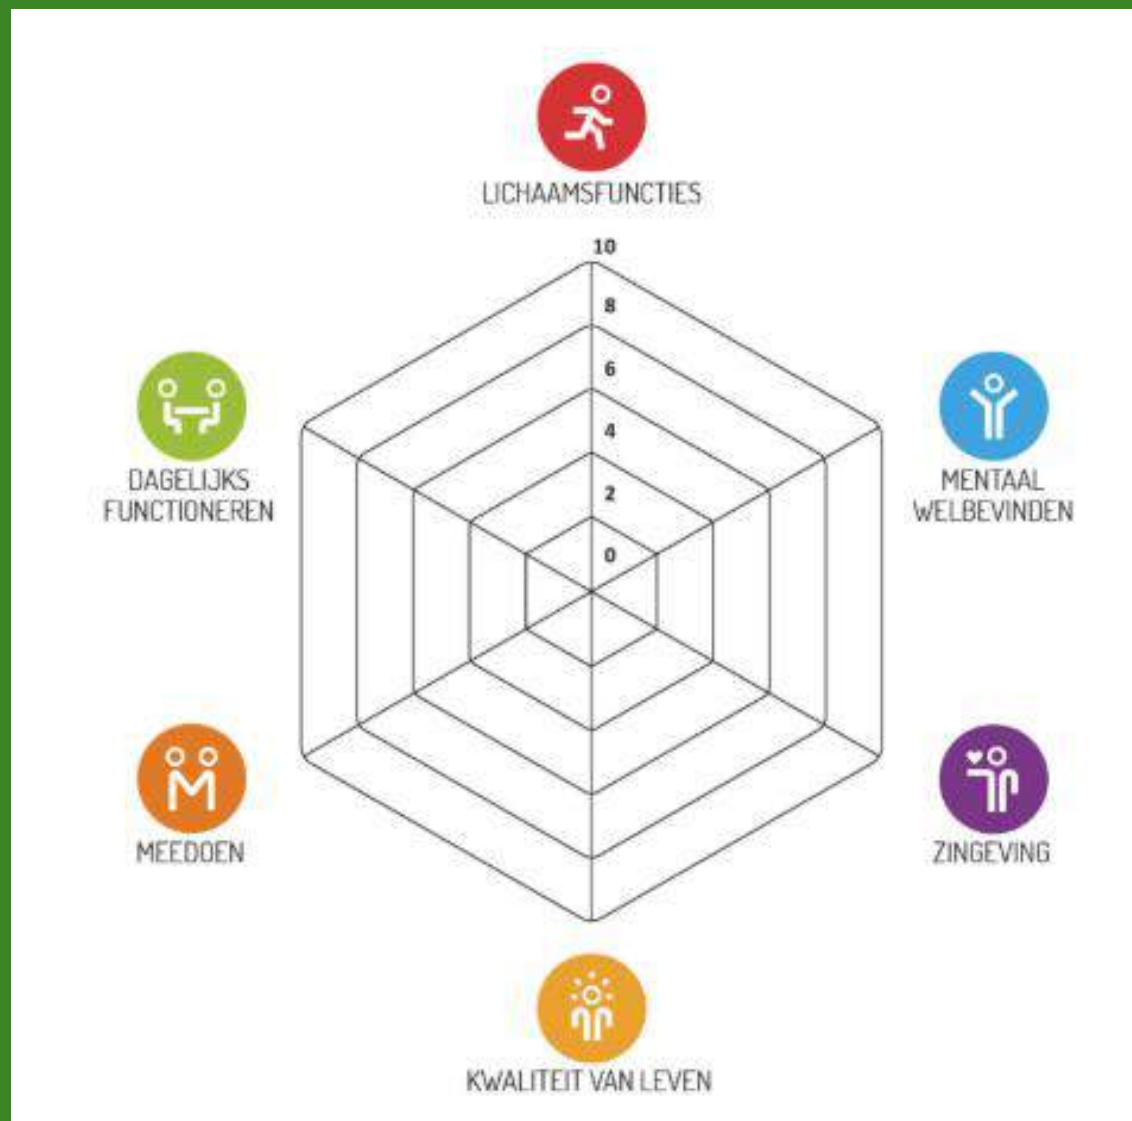 LICHAAMSFUNCTIES
10
8
6
4
2
0
DAGELIJKS
FUNCTIONEREN
MENTAAL
WELBEVINDEN
MEEDOEN
ZINGEVING
KWALITEIT VAN LEVEN